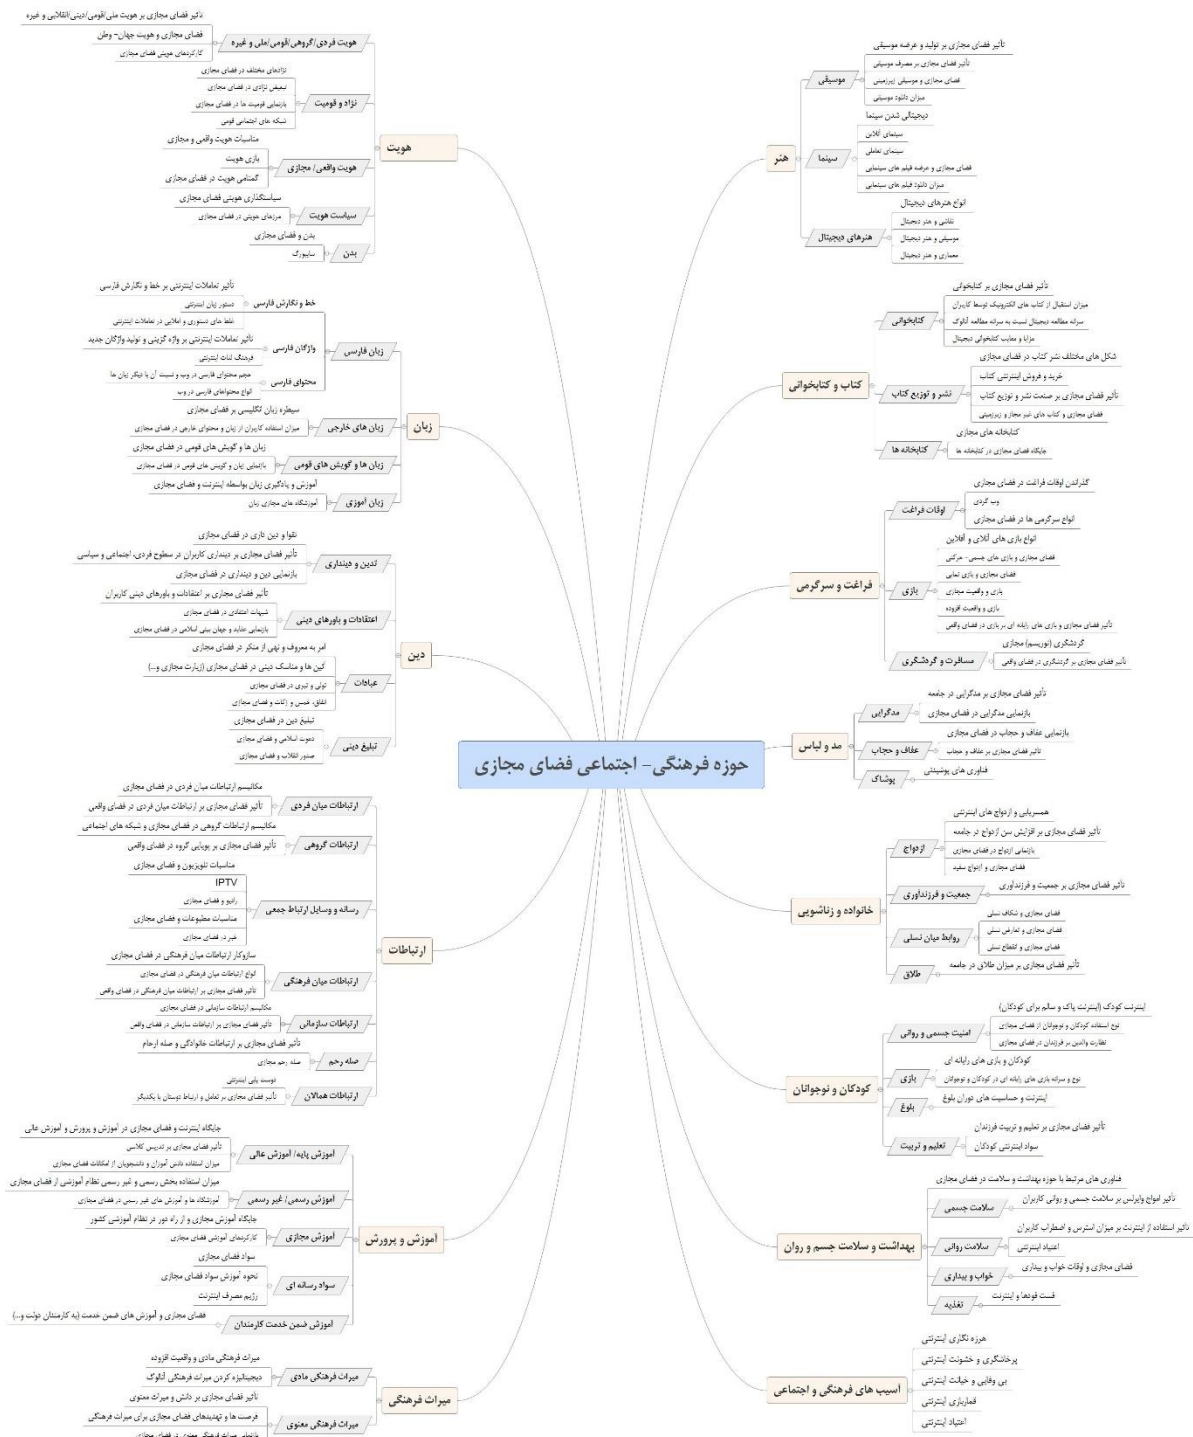 حوزه فرهنگی- اجتماعی فضای مجازی
هنر
موسیقی
تأثیر فضای مجازی بر تولید و عرضه موسیقی
تأثیر فضای مجازی بر مصرف موسیقی
فضای مجازی و موسیقی زیرزمینی
میزان دانلود موسیقی
سینما
دیجیتالی شدن سینما
سینمای آنلاین
سینمای تعاملی
فضای مجازی و عرضه فیلم های سینمایی
میزان دانلود فیلم های سینمایی
هنرهای دیجیتال
انواع هنرهای دیجیتال
نقاشی و هنر دیجیتال
موسیقی و هنر دیجیتال
معماری و هنر دیجیتال
کتاب و کتابخوانی
کتابخوانی
تأثیر فضای مجازی بر کتابخوانی
میزان استقبال از کتاب های الکترونیک توسط کاربران
سرانه مطالعه دیجیتال نسبت به سرانه مطالعه آنالوگ
مزایا و معایب کتابخوانی دیجیتال
نشر و توزیع کتاب
شکل های مختلف نشر کتاب در فضای مجازی
خرید و فروش اینترنتی کتاب
تأثیر فضای مجازی بر صنعت نشر و توزیع کتاب
فضای مجازی و کتاب های غیر مجاز و زیرزمینی
کتابخانه ها
کتابخانه های مجازی
جایگاه فضای مجازی در کتابخانه ها
فراغت و سرگرمی
اوقات فراغت
گذراندن اوقات فراغت در فضای مجازی
وب گردی
انواع سرگرمی ها در فضای مجازی
بازی
انواع بازی های آنلاین و آفلاین
فضای مجازی و بازی های جسمی- حرکتی
فضای مجازی و بازی نمایی
بازی و واقعیت مجازی
بازی و واقعیت افزوده
تأثیر فضای مجازی و بازی های رایانه ای بر بازی در فضای واقعی
مسافرت و گردشگری
گردشگری (توریسم) مجازی
تأثیر فضای مجازی بر گردشگری در فضای واقعی
مد و لباس
مدگرایی
تأثیر فضای مجازی بر مدگرایی در جامعه
بازنمایی مدگرایی در فضای مجازی
عفاف و حجاب
بازنمایی عفاف و حجاب در فضای مجازی
تاثیر فضای مجازی بر عفاف و حجاب
پوشاک
فناوری های پوشیدنی
خانواده و زناشویی
ازدواج
همسریابی و ازدواج های اینترنتی
تأثیر فضای مجازی بر افزایش سن ازدواج در جامعه
بازنمایی ازدواج در فضای مجازی
فضای مجازی و ازدواج سفید
جمعیت و فرزندآوری
تأثیر فضای مجازی بر جمعیت و فرزندآوری
روابط میان نسلی
فضای مجازی و شکاف نسلی
فضای مجازی و تعارض نسلی
فضای مجازی و انقطاع نسلی
طلاق
تأثیر فضای مجازی بر میزان طلاق در جامعه
کودکان و نوجوانان
امنیت جسمی و روانی
اینترنت کودک (اینترنت پاک و سالم برای کودکان)
نوع استفاده کودکان و نوجوانان از فضای مجازی
نظارت والدین بر فرزندان در فضای مجازی
بازی
کودکان و بازی های رایانه ای
نوع و سرانه بازی های رایانه ای در کودکان و نوجوانان
بلوغ
اینترنت و حساسیت های دوران بلوغ
تعلیم و تربیت
تأثیر فضای مجازی بر تعلیم و تربیت فرزندان
سواد اینترنتی کودکان
بهداشت و سلامت جسم و روان
فناوری های مرتبط با حوزه بهداشت و سلامت در فضای مجازی
سلامت جسمی
تأثیر امواج وایرلس بر سلامت جسمی و روانی کاربران
سلامت روانی
تاثیر استفاده از اینترنت بر میزان استرس و اضطراب کاربران
اعتیاد اینترنتی
خواب و بیداری
فضای مجازی و اوقات خواب و بیداری
تغذیه
فست فودها و اینترنت
آسیب های فرهنگی و اجتماعی
هرزه نگاری اینترنتی
پرخاشگری و خشونت اینترنتی
بی وفایی و خیانت اینترنتی
قماربازی اینترنتی
اعتیاد اینترنتی
هویت
هویت فردی/گروهی/قومی/ملی و غیره
تأثیر فضای مجازی بر هویت ملی/قومی/دینی/انقلابی و غیره
فضای مجازی و هویت جهان- وطن
کارکردهای هویتی فضای مجازی
نژاد و قومیت
نژادهای مختلف در فضای مجازی
تبعیض نژادی در فضای مجازی
بازنمایی قومیت ها در فضای مجازی
شبکه های اجتماعی قومی
هویت واقعی/ مجازی
مناسبات هویت واقعی و مجازی
بازی هویت
گمنامی هویت در فضای مجازی
سیاست هویت
سیاستگذاری هویتی فضای مجازی
مرزهای هویتی در فضای مجازی
بدن
بدن و فضای مجازی
سایبورگ
زبان
زبان فارسی
خط و نگارش فارسی
تأثیر تعاملات اینترنتی بر خط و نگارش فارسی
دستور زبان اینترنتی
غلط های دستوری و املایی در تعاملات اینترنتی
واژگان فارسی
تأثیر تعاملات اینترنتی بر واژه گزینی و تولید واژگان جدید
فرهنگ لغات اینترنتی
محتوای فارسی
حجم محتوای فارسی در وب و نسبت آن با دیگر زبان ها
انواع محتواهای فارسی در وب
زبان های خارجی
سیطره زبان انگلیسی بر فضای مجازی
میزان استفاده کاربران از زبان و محتوای خارجی در فضای مجازی
زبان ها و گویش های قومی
زبان ها و گویش های قومی در فضای مجازی
بازنمایی زبان و گویش های قومی در فضای مجازی
زبان آموزی
آموزش و یادگیری زبان بواسطه اینترنت و فضای مجازی
آموزشگاه های مجازی زبان
دین
تدین و دینداری
تقوا و دین داری در فضای مجازی
تأثیر فضای مجازی بر دینداری کاربران در سطوح فردی، اجتماعی و سیاسی
بازنمایی دین و دینداری در فضای مجازی
اعتقادات و باورهای دینی
تأثیر فضای مجازی بر اعتقادات و باورهای دینی کاربران
شبهات اعتقادی در فضای مجازی
بازنمایی عقاید و جهان بینی اسلامی در فضای مجازی
عبادات
امر به معروف و نهی از منکر در فضای مجازی
آئین ها و مناسک دینی در فضای مجازی (زیارت مجازی و...)
تولی و تبری در فضای مجازی
انفاق، خمس و زکات و فضای مجازی
تبلیغ دینی
تبلیغ دین در فضای مجازی
دعوت اسلامی و فضای مجازی
صدور انقلاب و فضای مجازی
ارتباطات
ارتباطات میان فردی
مکانیسم ارتباطات میان فردی در فضای مجازی
تأثیر فضای مجازی بر ارتباطات میان فردی در فضای واقعی
ارتباطات گروهی
مکانیسم ارتباطات گروهی در فضای مجازی و شبکه های اجتماعی
تأثیر فضای مجازی بر پویایی گروه در فضای واقعی
رسانه و وسایل ارتباط جمعی
مناسبات تلویزیون و فضای مجازی
IPTV
رادیو و فضای مجازی
مناسبات مطبوعات و فضای مجازی
خبر در فضای مجازی
ارتباطات میان فرهنگی
سازوکار ارتباطات میان فرهنگی در فضای مجازی
انواع ارتباطات میان فرهنگی در فضای مجازی
تأثیر فضای مجازی بر ارتباطات میان فرهنگی در فضای واقعی
ارتباطات سازمانی
مکانیسم ارتباطات سازمانی در فضای مجازی
تأثیر فضای مجازی بر ارتباطات سازمانی در فضای واقعی
صله رحم
تأثیر فضای مجازی بر ارتباطات خانوادگی و صله ارحام
صله رحم مجازی
ارتباطات همالان
دوست یابی اینترنتی
تأثیر فضای مجازی بر تعامل و ارتباط دوستان با یکدیگر
آموزش و پرورش
آموزش پایه/ آموزش عالی
جایگاه اینترنت و فضای مجازی در آموزش و پرورش و آموزش عالی
تأثیر فضای مجازی بر تدریس کلاسی
میزان استفاده دانش آموزان و دانشجویان از امکانات فضای مجازی
آموزش رسمی/ غیر رسمی
میزان استفاده بخش رسمی و غیر رسمی نظام آموزشی از فضای مجازی
آموزشگاه ها و آموزش های غیر رسمی در فضای مجازی
آموزش مجازی
جایگاه آموزش مجازی و از راه دور در نظام آموزشی کشور
کارکردهای آموزشی فضای مجازی
سواد رسانه ای
سواد فضای مجازی
نحوه آموزش سواد فضای مجازی
رژیم مصرف اینترنت
آموزش ضمن خدمت کارمندان
فضای مجازی و آموزش های ضمن خدمت (به کارمندان دولت و...)
میراث فرهنگی
میراث فرهنگی مادی
میراث فرهنگی مادی و واقعیت افزوده
دیجیتالیزه کردن میراث فرهنگی آنالوگ
میراث فرهنگی معنوی
تأثیر فضای مجازی بر دانش و میراث معنوی
فرصت ها و تهدیدهای فضای مجازی برای میراث فرهنگی
بازنمایی میراث فرهنگی معنوی در فضای مجازی